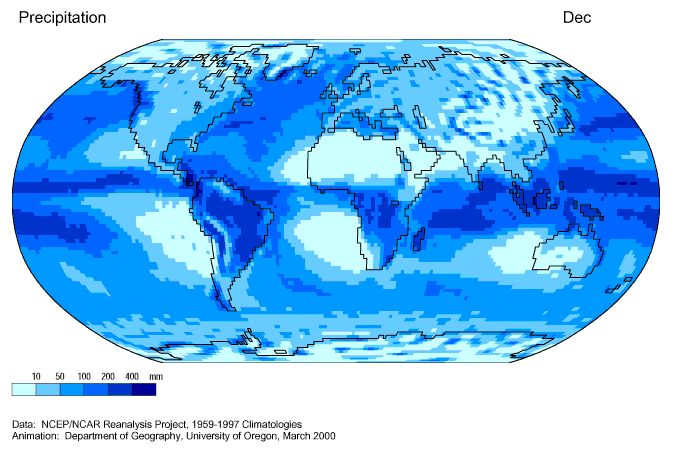 Precipitation Dec
10 50 100 200 400 mm
Data: NCEP/NCAR Reanalysis Project, 1959-1997 Climatologies
Animation: Department of Geography, University of Oregon, March 2000